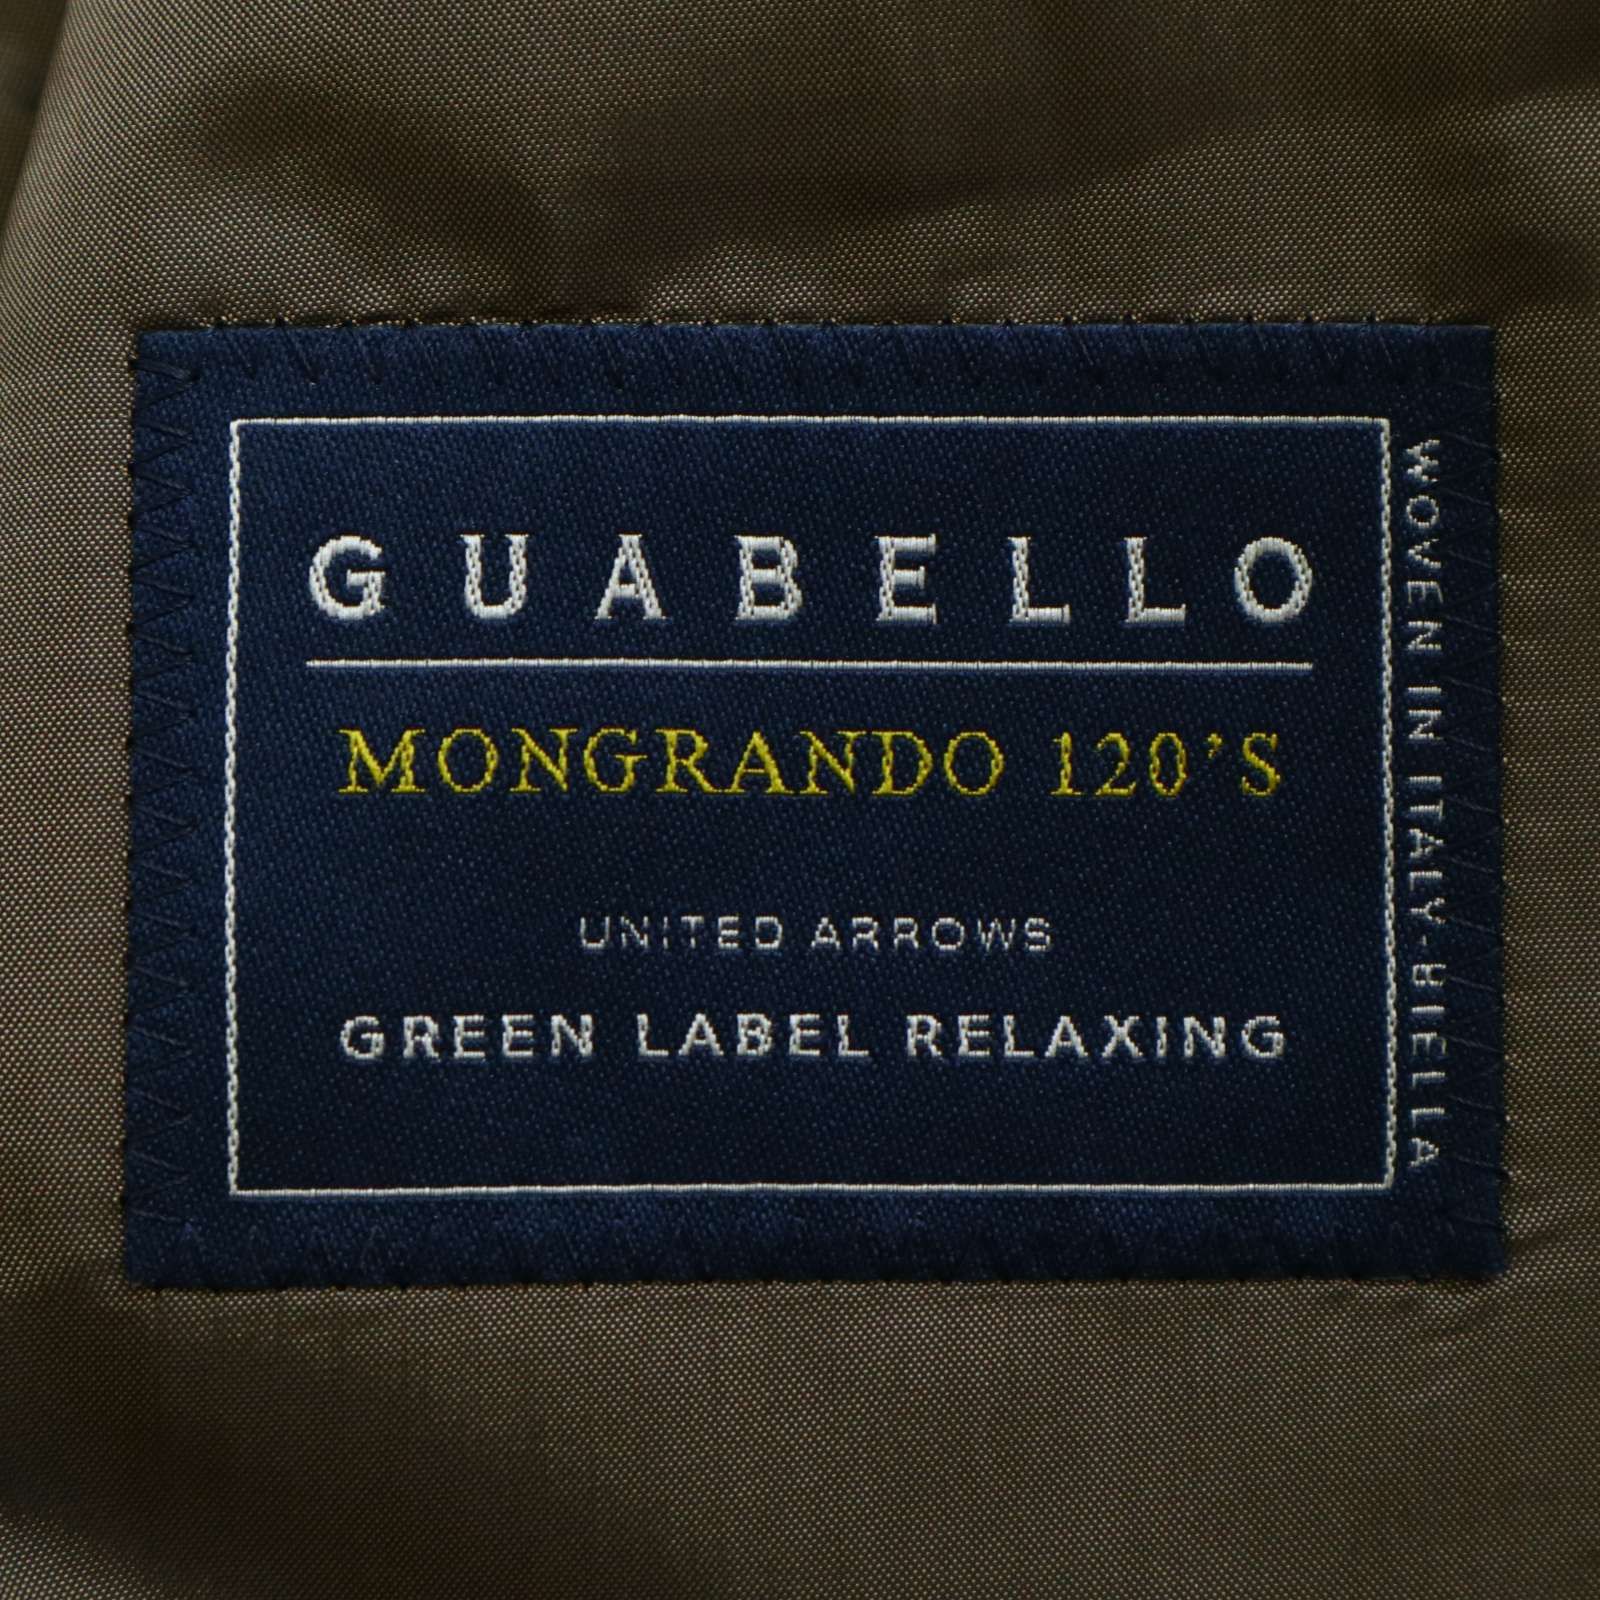 GUABELLO
MONGRANDO 120'S
UNITED ARROWS
GREEN LABEL RELAXING
WOVEN IN ITALY-BIELLA